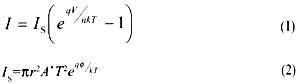 I = I_S (e^{qV/nkT} − 1) (1)
I_S=πr²A*T²e^{qϕ/kT} (2)